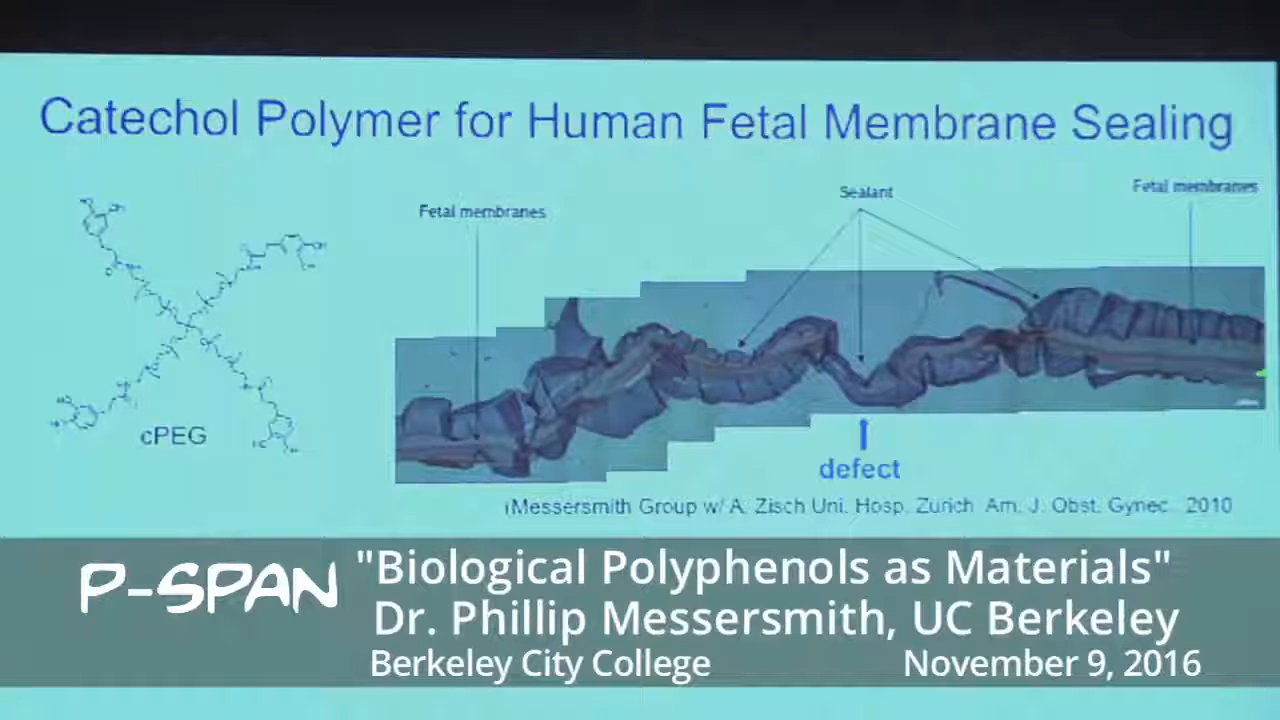 Catechol Polymer for Human Fetal Membrane Sealing
Fetal membranes
Sealant
Fetal membranes
cPEG
defect
(Messersmith Group w/ A. Zisch Uni. Hosp. Zurich Am. J. Obst. Gynec. 2010
P-SPAN
"Biological Polyphenols as Materials"
Dr. Phillip Messersmith, UC Berkeley
Berkeley City College
November 9, 2016